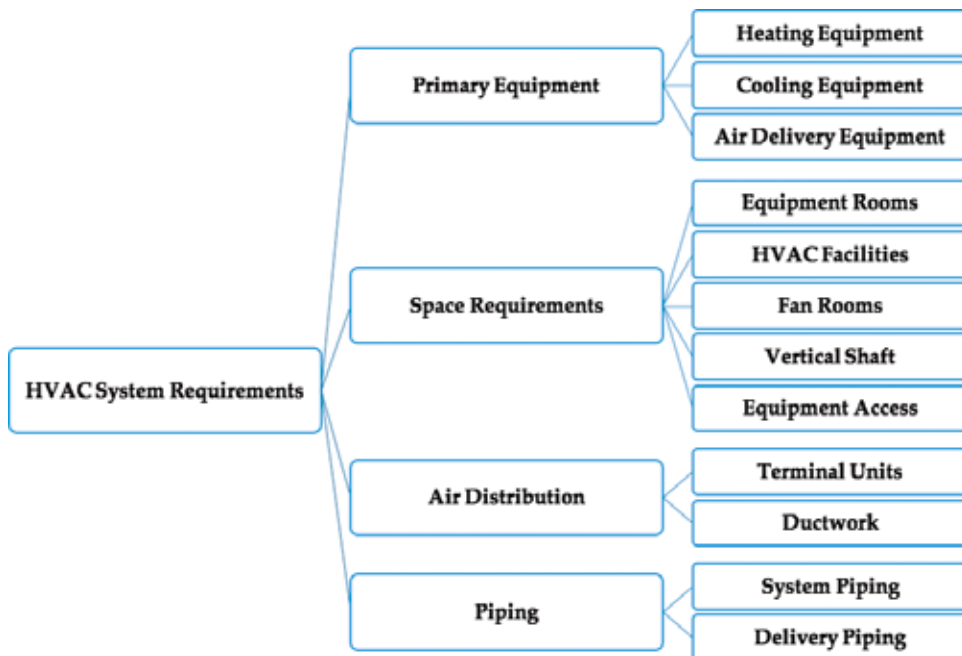 HVAC System Requirements
Primary Equipment
Heating Equipment
Cooling Equipment
Air Delivery Equipment
Space Requirements
Equipment Rooms
HVAC Facilities
Fan Rooms
Vertical Shaft
Equipment Access
Air Distribution
Terminal Units
Ductwork
Piping
System Piping
Delivery Piping